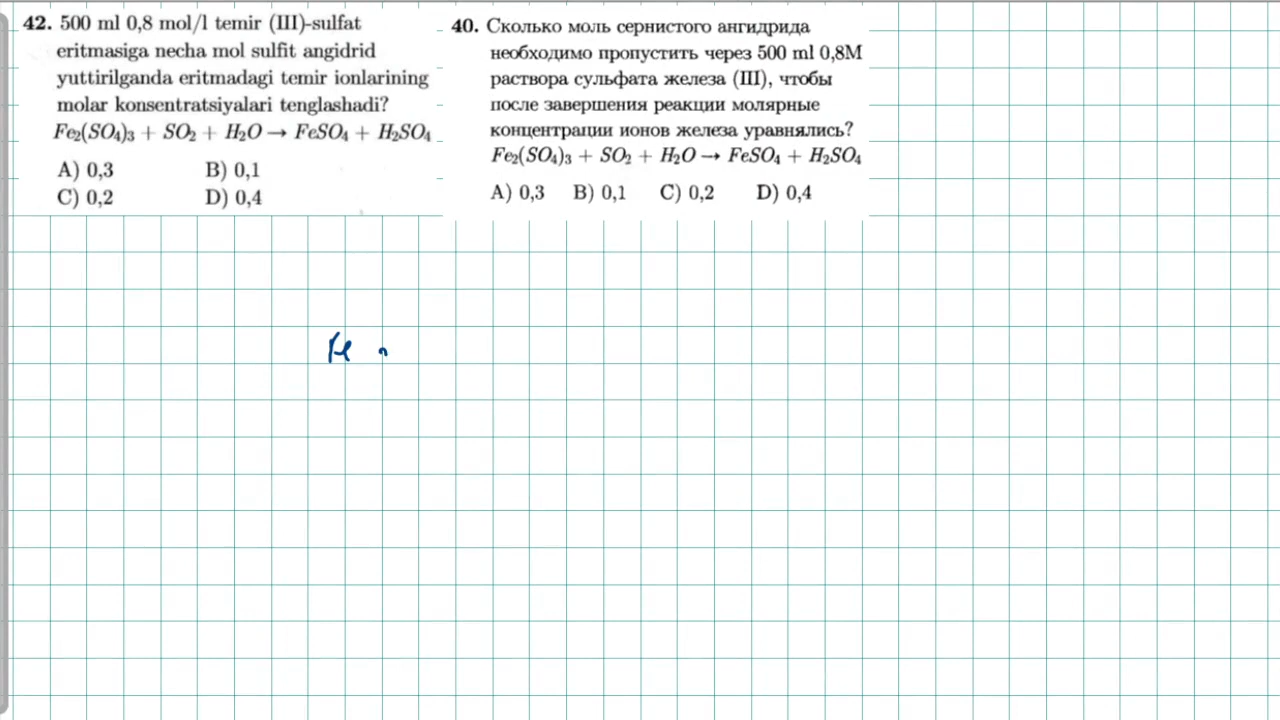 42. 500 ml 0,8 mol/l temir (III)-sulfat
eritmasiga necha mol sulfit angidrid
yuttirilganda eritmadagi temir ionlarining
molar konsentratsiyalari tenglashadi?
Fe₂(SO₄)₃ + SO₂ + H₂O → FeSO₄ + H₂SO₄
A) 0,3 B) 0,1
C) 0,2 D) 0,4
40. Сколько моль сернистого ангидрида
необходимо пропустить через 500 ml 0,8M
раствора сульфата железа (III), чтобы
после завершения реакции молярные
концентрации ионов железа уравнялись?
Fe₂(SO₄)₃ + SO₂ + H₂O → FeSO₄ + H₂SO₄
A) 0,3 B) 0,1 C) 0,2 D) 0,4